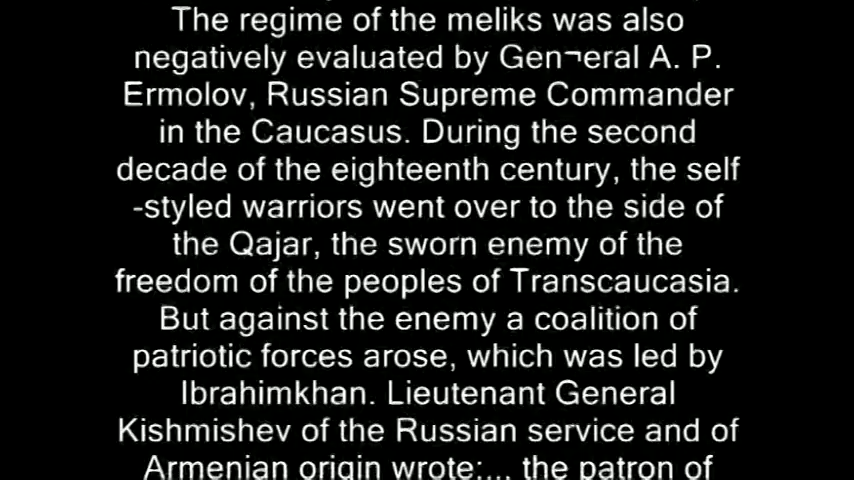 The regime of the meliks was also
negatively evaluated by Gen¬eral A. P.
Ermolov, Russian Supreme Commander
in the Caucasus. During the second
decade of the eighteenth century, the self
-styled warriors went over to the side of
the Qajar, the sworn enemy of the
freedom of the peoples of Transcaucasia.
But against the enemy a coalition of
patriotic forces arose, which was led by
Ibrahimkhan. Lieutenant General
Kishmishev of the Russian service and of
Armenian origin wrote:... the patron of